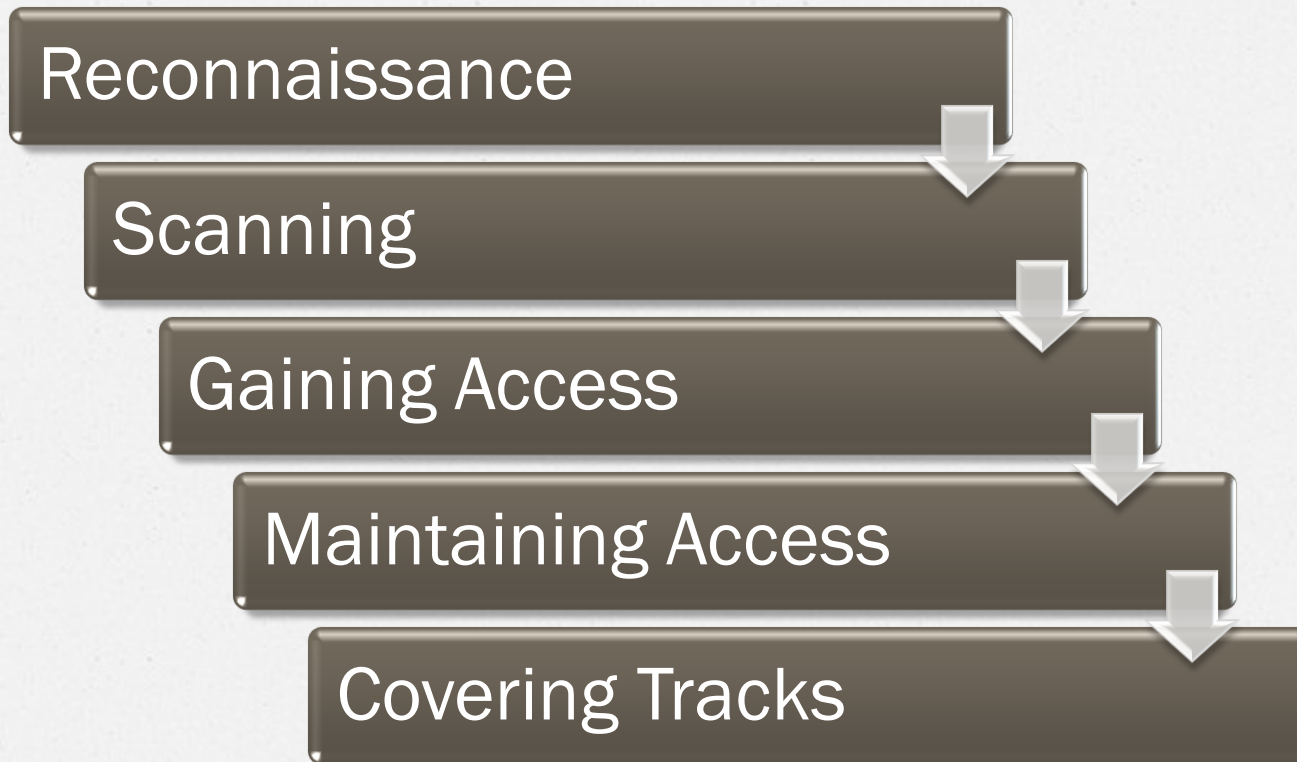 Reconnaissance
Scanning
Gaining Access
Maintaining Access
Covering Tracks